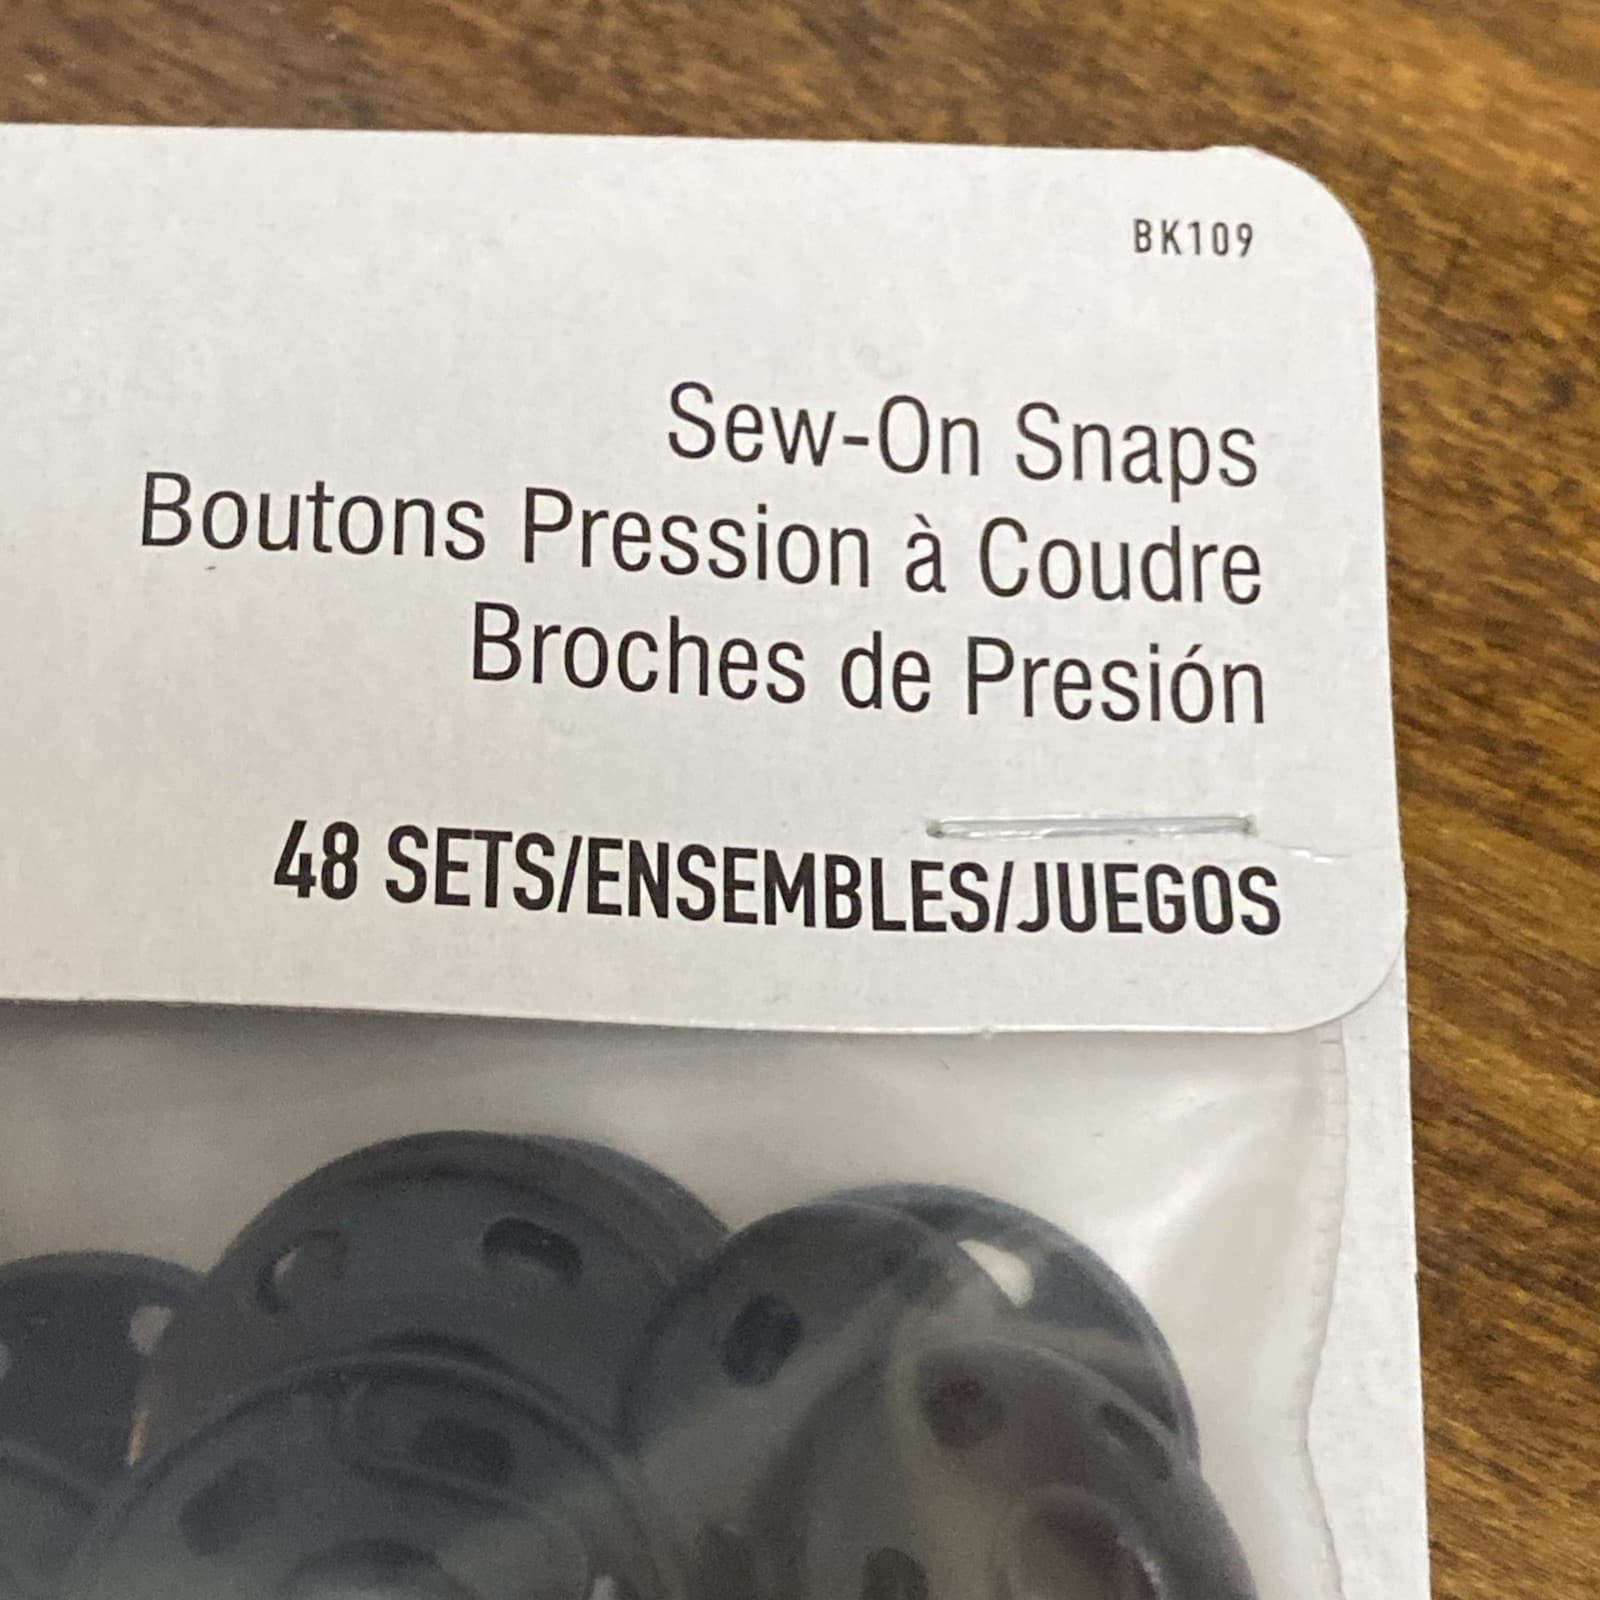 BK109
Sew-On Snaps
Boutons Pression à Coudre
Broches de Presión
48 SETS/ENSEMBLES/JUEGOS